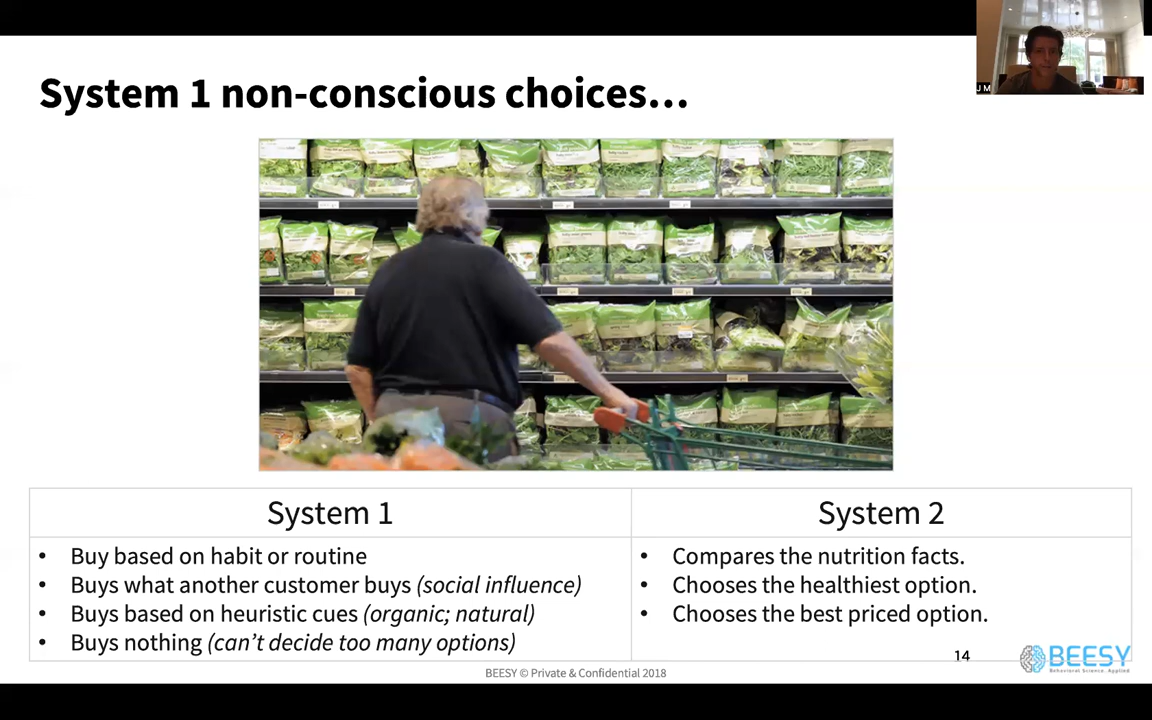 J M
System 1 non-conscious choices…
System 1
System 2
• Buy based on habit or routine
• Buys what another customer buys (social influence)
• Buys based on heuristic cues (organic; natural)
• Buys nothing (can’t decide too many options)
• Compares the nutrition facts.
• Chooses the healthiest option.
• Chooses the best priced option.
14
BEESY
Behavioral Science. Applied
BEESY © Private & Confidential 2018